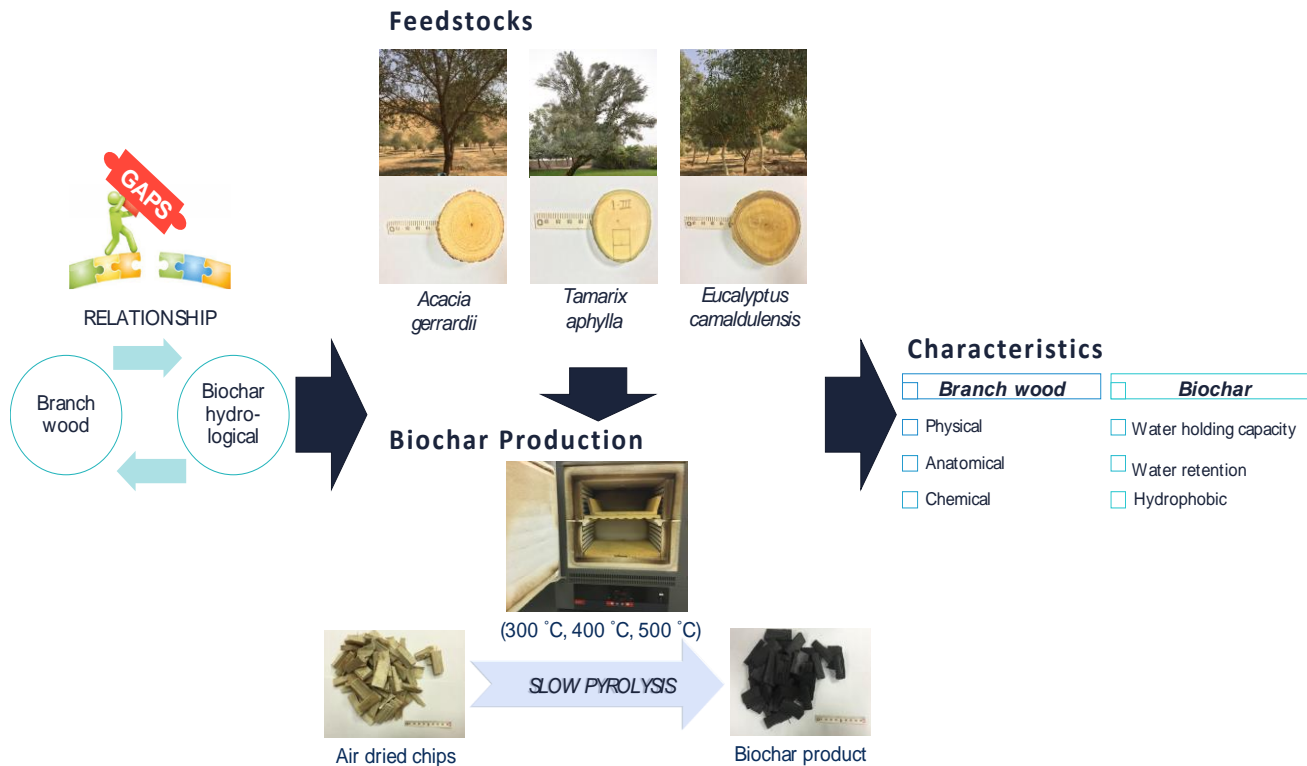 Feedstocks
GAPS
RELATIONSHIP
Branch
wood
Biochar
hydro-
logical
I-III
Acacia
gerrardii
Tamarix
aphylla
Eucalyptus
camaldulensis
Biochar Production
(300 ˚C, 400 ˚C, 500 ˚C)
SLOW PYROLYSIS
Air dried chips
Biochar product
Characteristics
Branch wood
Physical
Anatomical
Chemical
Biochar
Water holding capacity
Water retention
Hydrophobic